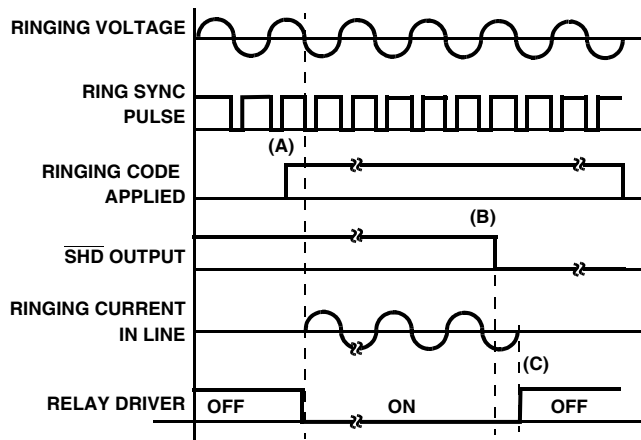 RINGING VOLTAGE
RING SYNC
PULSE
(A)
RINGING CODE
APPLIED
(B)
SHD OUTPUT
RINGING CURRENT
IN LINE
(C)
RELAY DRIVER
OFF
ON
OFF